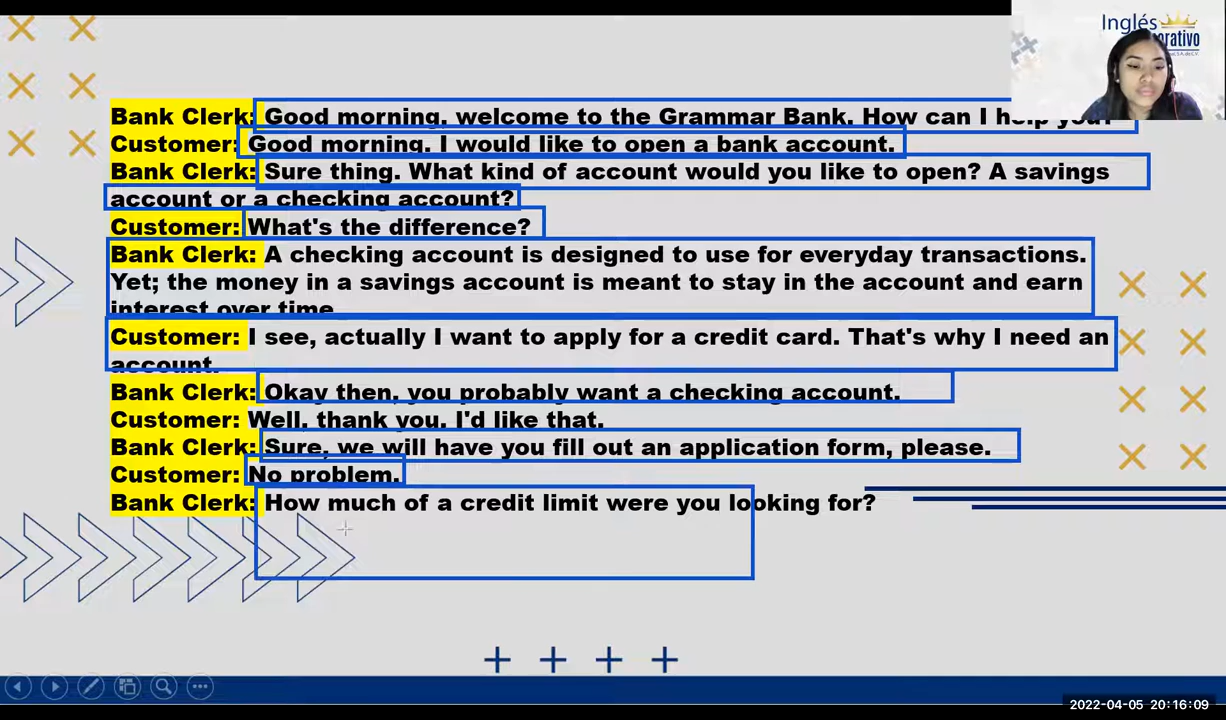 Inglés
orativo
Bank Clerk: Good morning, welcome to the Grammar Bank. How can I help you?
Customer: Good morning. I would like to open a bank account.
Bank Clerk: Sure thing. What kind of account would you like to open? A savings
account or a checking account?
Customer: What's the difference?
Bank Clerk: A checking account is designed to use for everyday transactions.
Yet; the money in a savings account is meant to stay in the account and earn
interest over time.
Customer: I see, actually I want to apply for a credit card. That's why I need an
account.
Bank Clerk: Okay then, you probably want a checking account.
Customer: Well, thank you. I'd like that.
Bank Clerk: Sure, we will have you fill out an application form, please.
Customer: No problem.
Bank Clerk: How much of a credit limit were you looking for?
2022-04-05 20:16:09